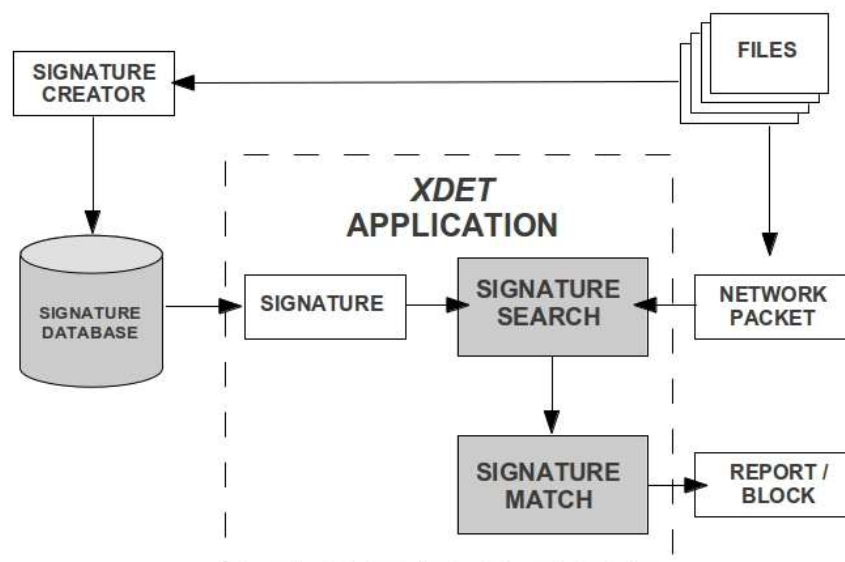 FILES
SIGNATURE
CREATOR
XDET
APPLICATION
SIGNATURE
DATABASE
SIGNATURE
SIGNATURE
SEARCH
NETWORK
PACKET
SIGNATURE
MATCH
REPORT /
BLOCK